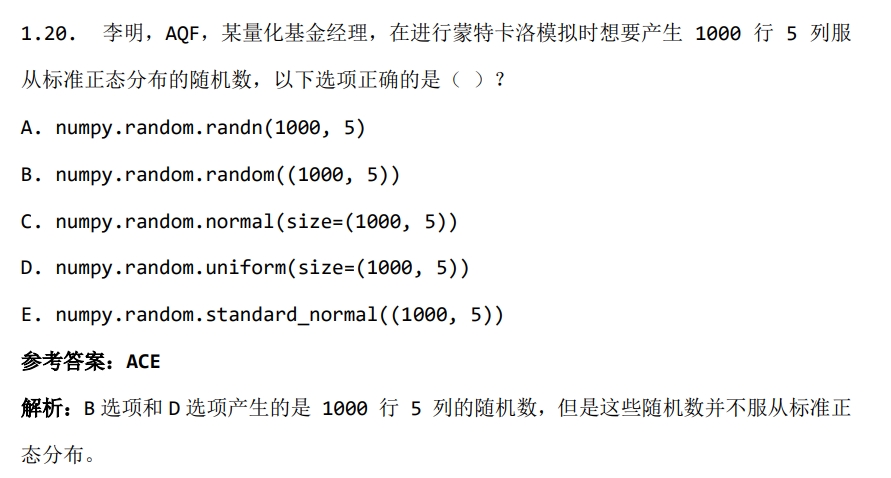 1.20. 李明，AQF，某量化基金经理，在进行蒙特卡洛模拟时想要产生 1000 行 5 列服
从标准正态分布的随机数，以下选项正确的是（ ）？
A. numpy.random.randn(1000, 5)
B. numpy.random.random((1000, 5))
C. numpy.random.normal(size=(1000, 5))
D. numpy.random.uniform(size=(1000, 5))
E. numpy.random.standard_normal((1000, 5))
参考答案：ACE
解析：B 选项和 D 选项产生的是 1000 行 5 列的随机数，但是这些随机数并不服从标准正
态分布。